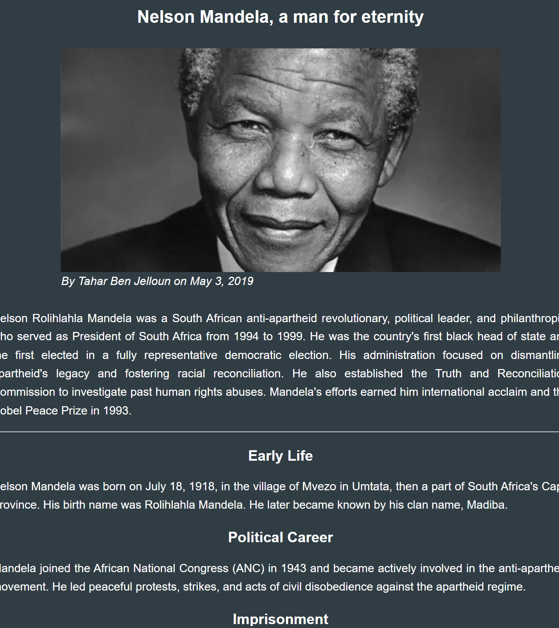 Nelson Mandela, a man for eternity
By Tahar Ben Jelloun on May 3, 2019
elson Rolihlahla Mandela was a South African anti-apartheid revolutionary, political leader, and philanthropi
ho served as President of South Africa from 1994 to 1999. He was the country's first black head of state an
he first elected in a fully representative democratic election. His administration focused on dismantlin
partheid's legacy and fostering racial reconciliation. He also established the Truth and Reconciliatio
ommission to investigate past human rights abuses. Mandela's efforts earned him international acclaim and th
obel Peace Prize in 1993.
Early Life
elson Mandela was born on July 18, 1918, in the village of Mvezo in Umtata, then a part of South Africa's Cap
rovince. His birth name was Rolihlahla Mandela. He later became known by his clan name, Madiba.
Political Career
andela joined the African National Congress (ANC) in 1943 and became actively involved in the anti-aparthe
ovement. He led peaceful protests, strikes, and acts of civil disobedience against the apartheid regime.
Imprisonment